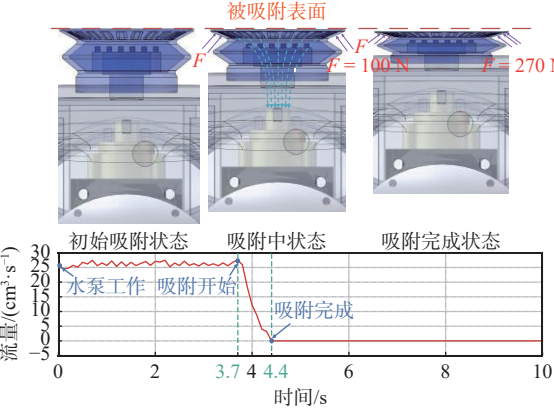 被吸附表面
F
F = 100 N
F = 270 N
初始吸附状态 吸附中状态 吸附完成状态
流量/(cm³·s⁻¹)
30
25
20
15
10
5
0
−5
水泵工作 吸附开始
吸附完成
0 2 3.7 4 4.4 6 8 10
时间/s